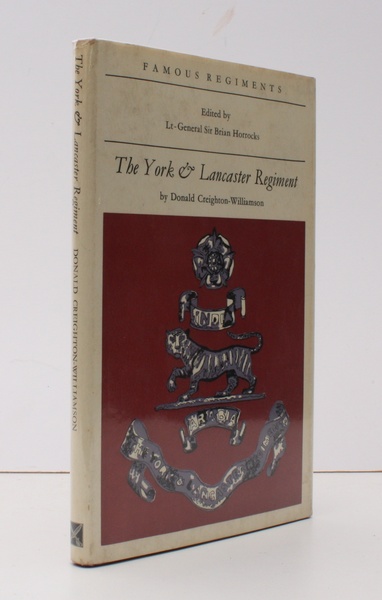 FAMOUS REGIMENTS
Edited by
Lt-General Sir Brian Horrocks
The York & Lancaster Regiment
by Donald Creighton-Williamson
The York & Lancaster Regiment DONALD CREIGHTON-WILLIAMSON